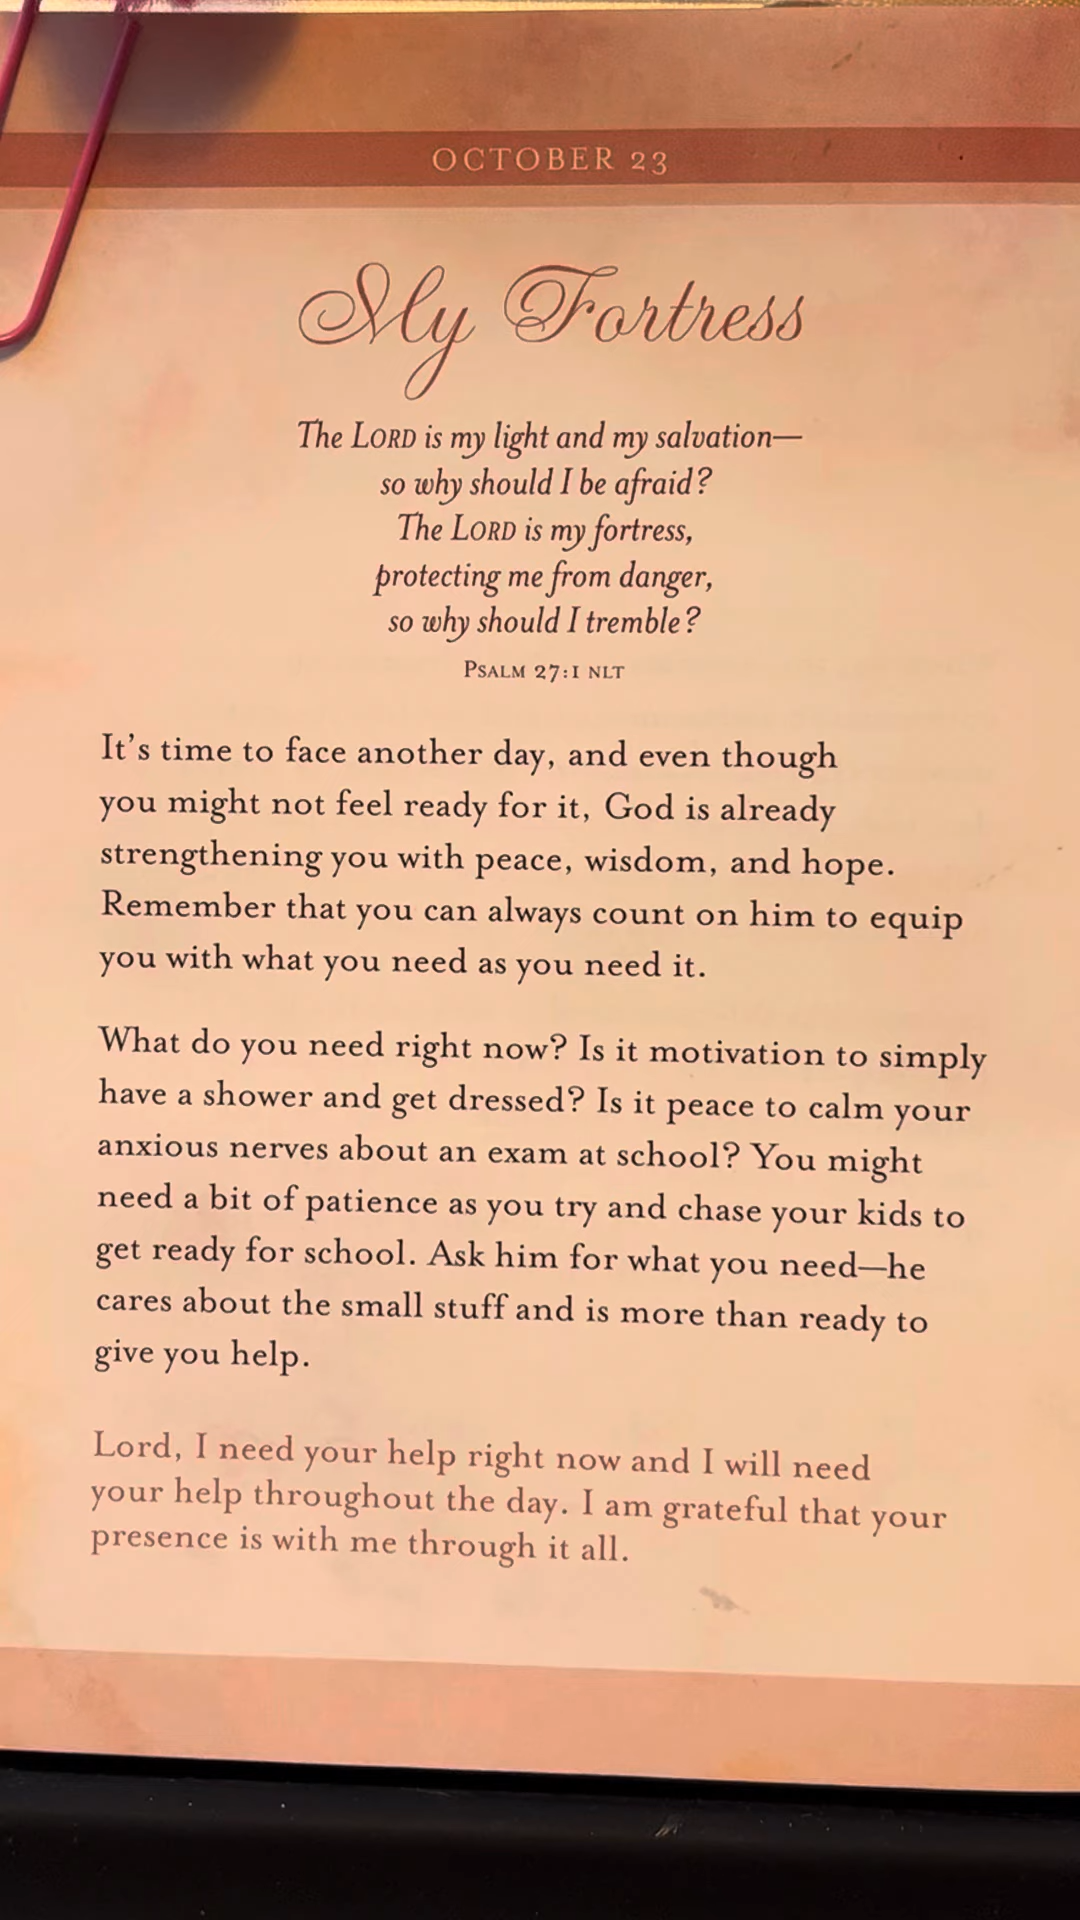 OCTOBER 23
My Fortress
The LORD is my light and my salvation—
so why should I be afraid?
The LORD is my fortress,
protecting me from danger,
so why should I tremble?
PSALM 27:1 NLT
It's time to face another day, and even though
you might not feel ready for it, God is already
strengthening you with peace, wisdom, and hope.
Remember that you can always count on him to equip
you with what you need as you need it.
What do you need right now? Is it motivation to simply
have a shower and get dressed? Is it peace to calm your
anxious nerves about an exam at school? You might
need a bit of patience as you try and chase your kids to
get ready for school. Ask him for what you need—he
cares about the small stuff and is more than ready to
give you help.
Lord, I need your help right now and I will need
your help throughout the day. I am grateful that your
presence is with me through it all.